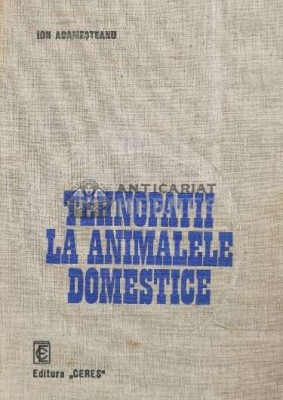 ION ADAMEȘTEANU
ANTICARIAT
TEHNOPATII
LA ANIMALELE
DOMESTICE
Editura „CERES"